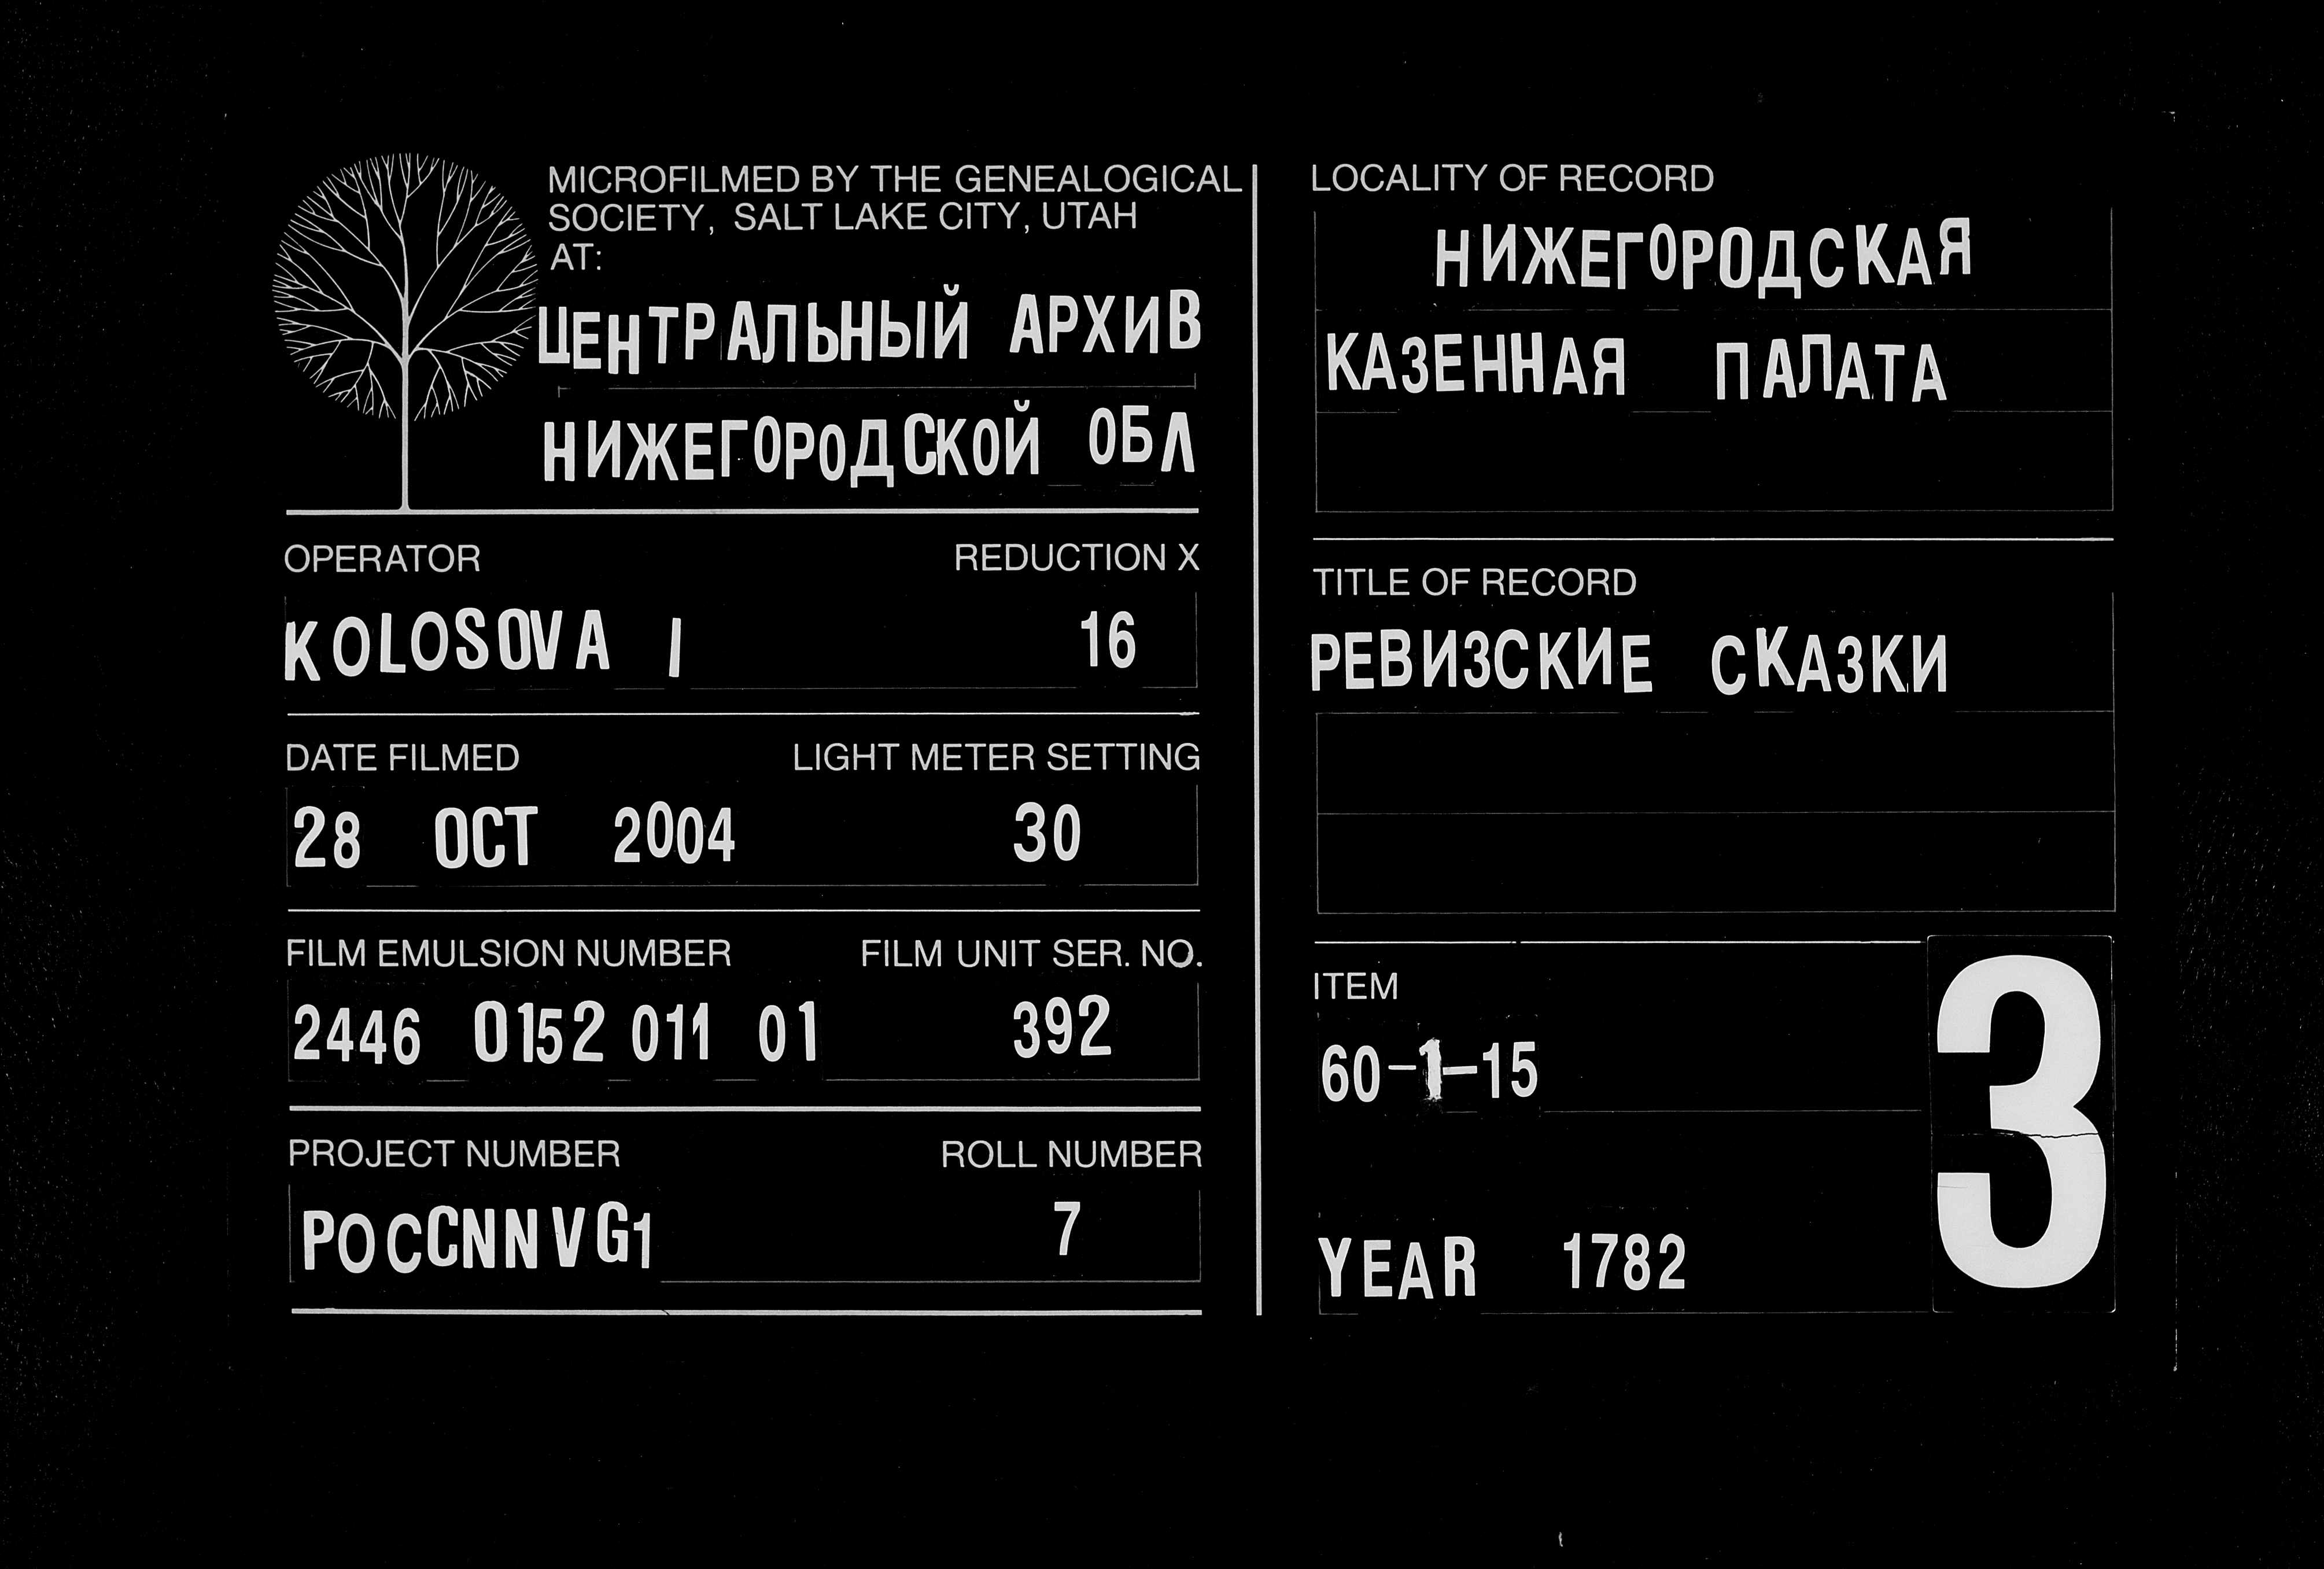 MICROFILMED BY THE GENEALOGICAL
SOCIETY, SALT LAKE CITY, UTAH
AT:
ЦЕНТРАЛЬНЫЙ АРХИВ
НИЖЕГОРОДСКОЙ ОБЛ
OPERATOR REDUCTION X
KOLOSOVA I 16
DATE FILMED LIGHT METER SETTING
28 OCT 2004 30
FILM EMULSION NUMBER FILM UNIT SER. NO.
2446 0152 011 01 392
PROJECT NUMBER ROLL NUMBER
POCCNNVG1 7
LOCALITY OF RECORD
НИЖЕГОРОДСКАЯ
КАЗЕННАЯ ПАЛАТА
TITLE OF RECORD
РЕВИЗСКИЕ СКАЗКИ
ITEM
60-1-15
YEAR 1782
3